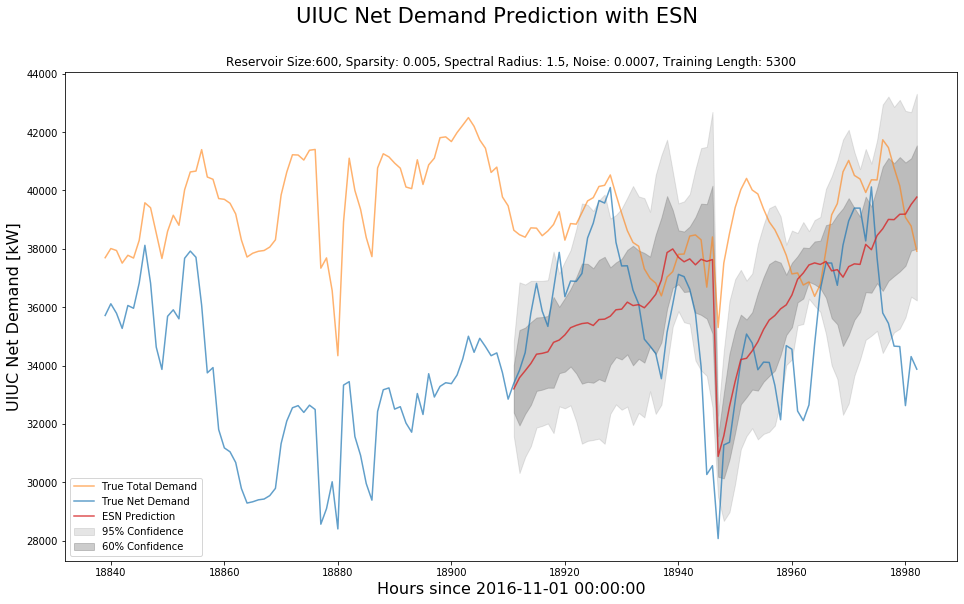 UIUC Net Demand Prediction with ESN
Reservoir Size:600, Sparsity: 0.005, Spectral Radius: 1.5, Noise: 0.0007, Training Length: 5300
UIUC Net Demand [kW]
44000
42000
40000
38000
36000
34000
32000
30000
28000
True Total Demand
True Net Demand
ESN Prediction
95% Confidence
60% Confidence
18840 18860 18880 18900 18920 18940 18960 18980
Hours since 2016-11-01 00:00:00